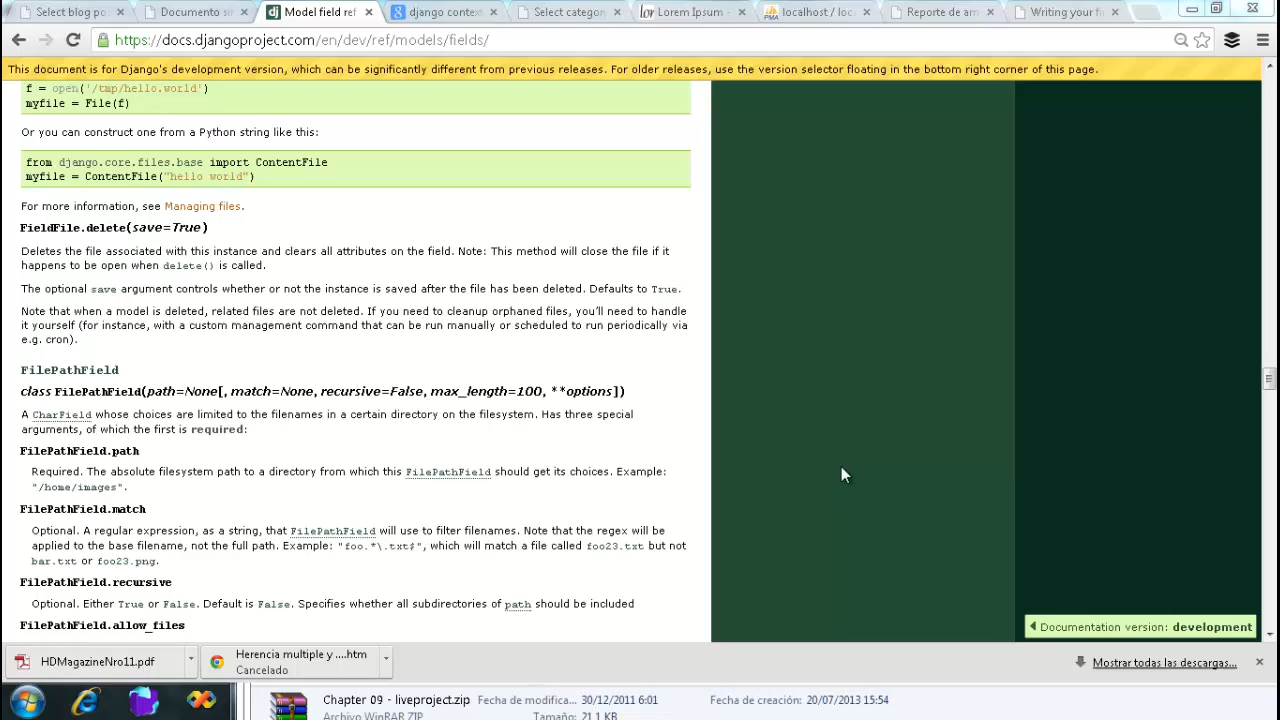 Select blog po
Documento sin
Model field ref
django contex
Select categor
Lorem Ipsum -
localhost / loc
Reporte de ar
Writing your f
https://docs.djangoproject.com/en/dev/ref/models/fields/
This document is for Django's development version, which can be significantly different from previous releases. For older releases, use the version selector floating in the bottom right corner of this page.
f = open('/tmp/hello.world')
myfile = File(f)
Or you can construct one from a Python string like this:
from django.core.files.base import ContentFile
myfile = ContentFile("hello world")
For more information, see Managing files.
FieldFile.delete(save=True)
Deletes the file associated with this instance and clears all attributes on the field. Note: This method will close the file if it
happens to be open when delete() is called.
The optional save argument controls whether or not the instance is saved after the file has been deleted. Defaults to True.
Note that when a model is deleted, related files are not deleted. If you need to cleanup orphaned files, you'll need to handle
it yourself (for instance, with a custom management command that can be run manually or scheduled to run periodically via
e.g. cron).
FilePathField
class FilePathField(path=None[, match=None, recursive=False, max_length=100, **options])
A CharField whose choices are limited to the filenames in a certain directory on the filesystem. Has three special
arguments, of which the first is required:
FilePathField.path
Required. The absolute filesystem path to a directory from which this FilePathField should get its choices. Example:
"/home/images".
FilePathField.match
Optional. A regular expression, as a string, that FilePathField will use to filter filenames. Note that the regex will be
applied to the base filename, not the full path. Example: "foo.*\.txt$", which will match a file called foo23.txt but not
bar.txt or foo23.png.
FilePathField.recursive
Optional. Either True or False. Default is False. Specifies whether all subdirectories of path should be included
FilePathField.allow_files
Documentation version: development
HDMagazineNro11.pdf
Herencia multiple y ....htm
Cancelado
Mostrar todas las descargas...
Chapter 09 - liveproject.zip Fecha de modifica... 30/12/2011 6:01 Fecha de creación: 20/07/2013 15:54
Archivo WinRAR ZIP Tamaño: 21,1 KB